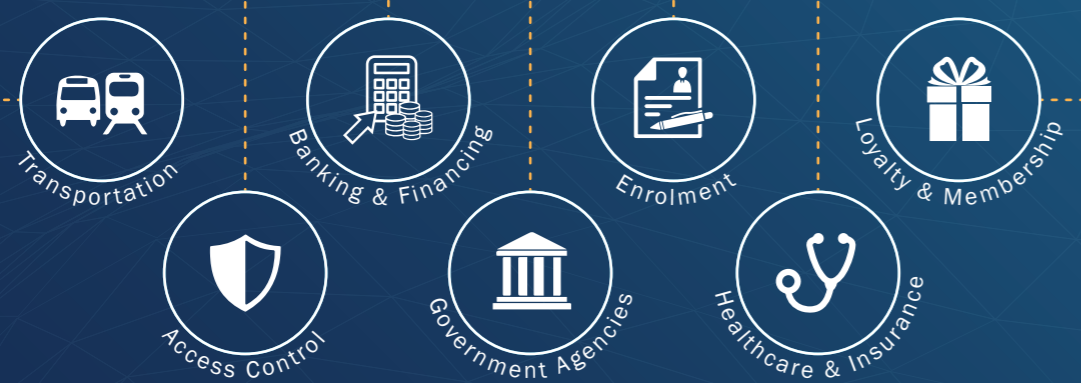 Transportation
Banking & Financing
Enrolment
Loyalty & Membership
Access Control
Government Agencies
Healthcare & Insurance